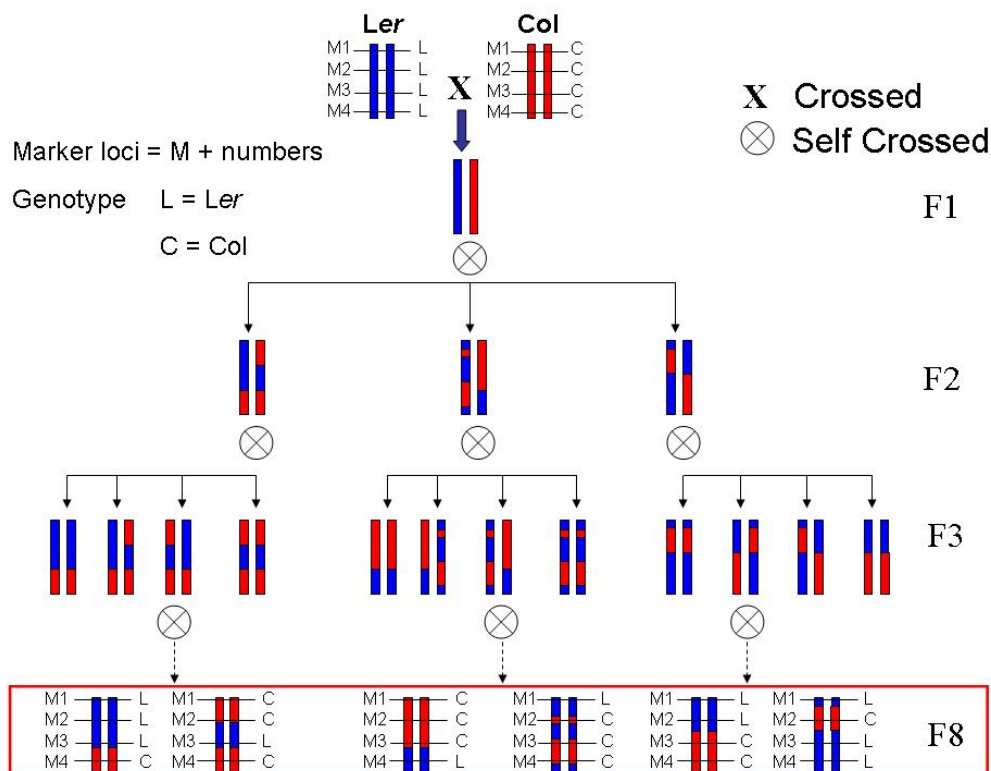 Ler Col
M1 L M1 C
M2 L M2 C
M3 L M3 C
M4 L M4 C
X
X Crossed
Self Crossed
Marker loci = M + numbers
Genotype L = Ler
C = Col
F1
F2
F3
M1 L M1 C M1 C M1 L M1 L M1 L
M2 L M2 C M2 C M2 C M2 L M2 C
M3 L M3 L M3 C M3 C M3 C M3 L
M4 C M4 C M4 L M4 L M4 C M4 L
F8